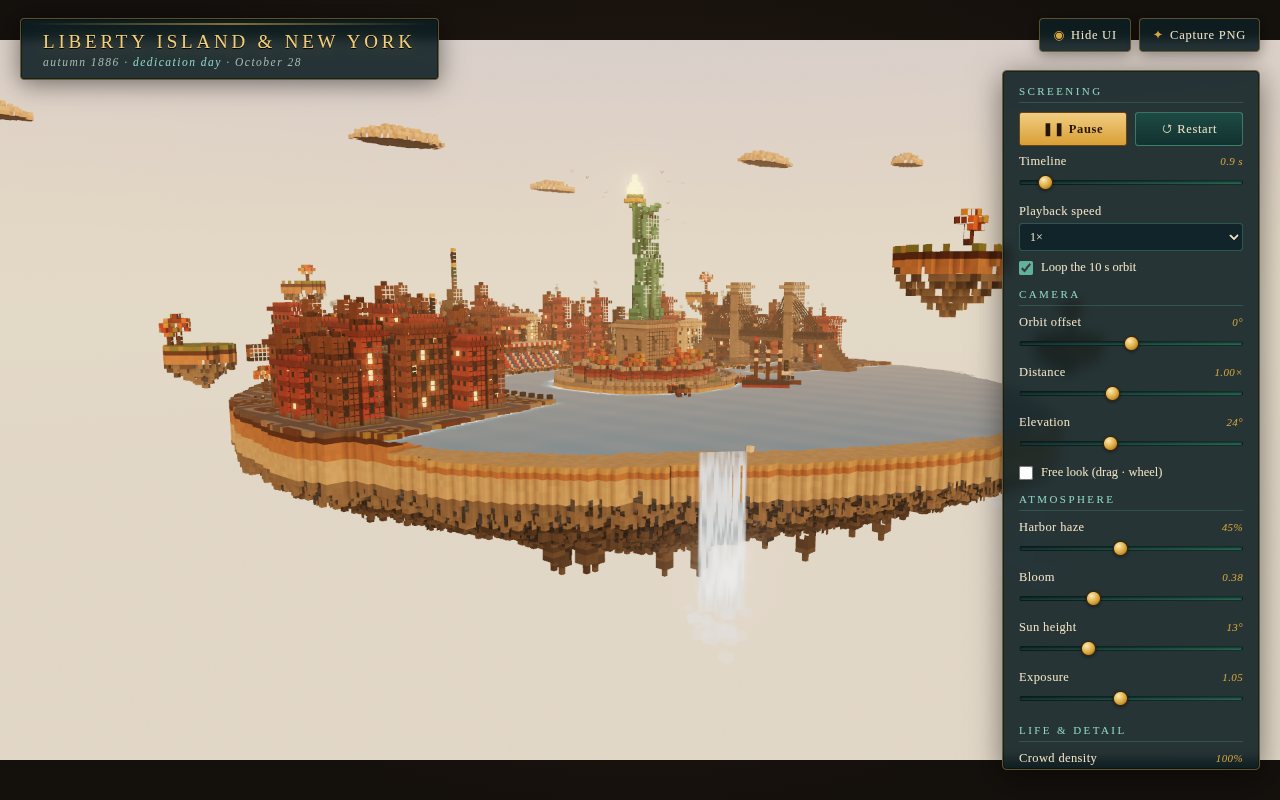 LIBERTY ISLAND & NEW YORK
autumn 1886 · dedication day · October 28
Hide UI
Capture PNG
SCREENING
Pause
Restart
Timeline 0.9 s
Playback speed
1×
Loop the 10 s orbit
CAMERA
Orbit offset 0°
Distance 1.00×
Elevation 24°
Free look (drag · wheel)
ATMOSPHERE
Harbor haze 45%
Bloom 0.38
Sun height 13°
Exposure 1.05
LIFE & DETAIL
Crowd density 100%